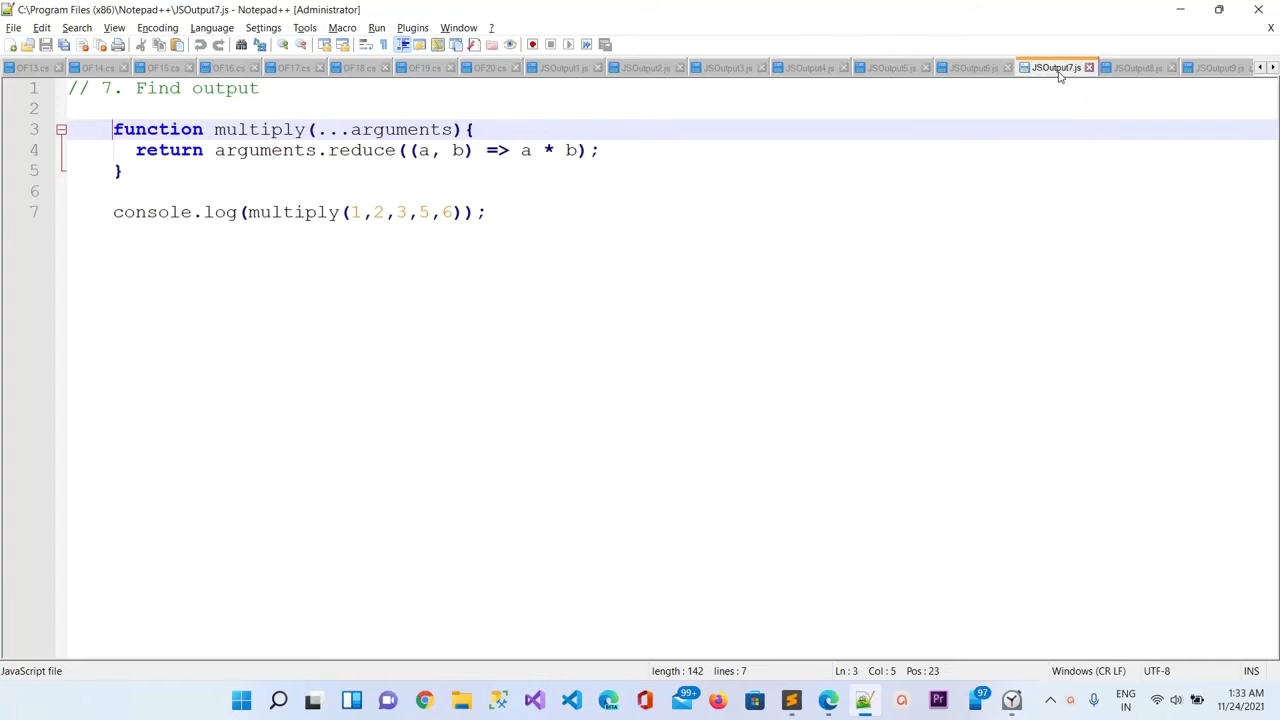 C:\Program Files (x86)\Notepad++\JSOutput7.js - Notepad++ [Administrator]
File Edit Search View Encoding Language Settings Tools Macro Run Plugins Window ? X
OF13.cs OF14.cs OF15.cs OF16.cs OF17.cs OF18.cs OF19.cs OF20.cs JSOutput1.js JSOutput2.js JSOutput3.js JSOutput4.js JSOutput5.js JSOutput6.js JSOutput7.js JSOutput8.js JSOutput9.js
1 // 7. Find output
2
3 function multiply(...arguments){
4 return arguments.reduce((a, b) => a * b);
5 }
6
7 console.log(multiply(1,2,3,5,6));
JavaScript file length : 142 lines : 7 Ln : 3 Col : 5 Pos : 23 Windows (CR LF) UTF-8 INS
BETA 99+ Pr 97 ENG 1:33 AM
IN 11/24/2021